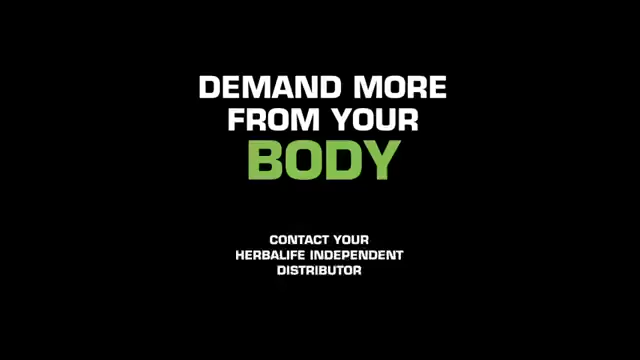 DEMAND MORE
FROM YOUR
BODY
CONTACT YOUR
HERBALIFE INDEPENDENT
DISTRIBUTOR